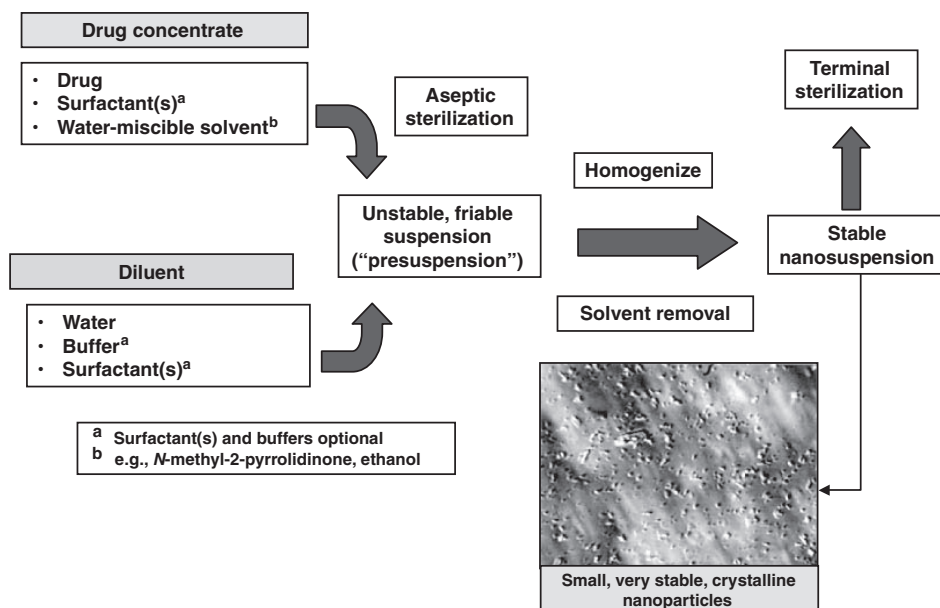 Drug concentrate
• Drug
• Surfactant(s)ᵃ
• Water-miscible solventᵇ
Aseptic
sterilization
Terminal
sterilization
Homogenize
Unstable, friable
suspension
(“presuspension”)
Stable
nanosuspension
Diluent
• Water
• Bufferᵃ
• Surfactant(s)ᵃ
Solvent removal
ᵃ Surfactant(s) and buffers optional
ᵇ e.g., N-methyl-2-pyrrolidinone, ethanol
Small, very stable, crystalline
nanoparticles